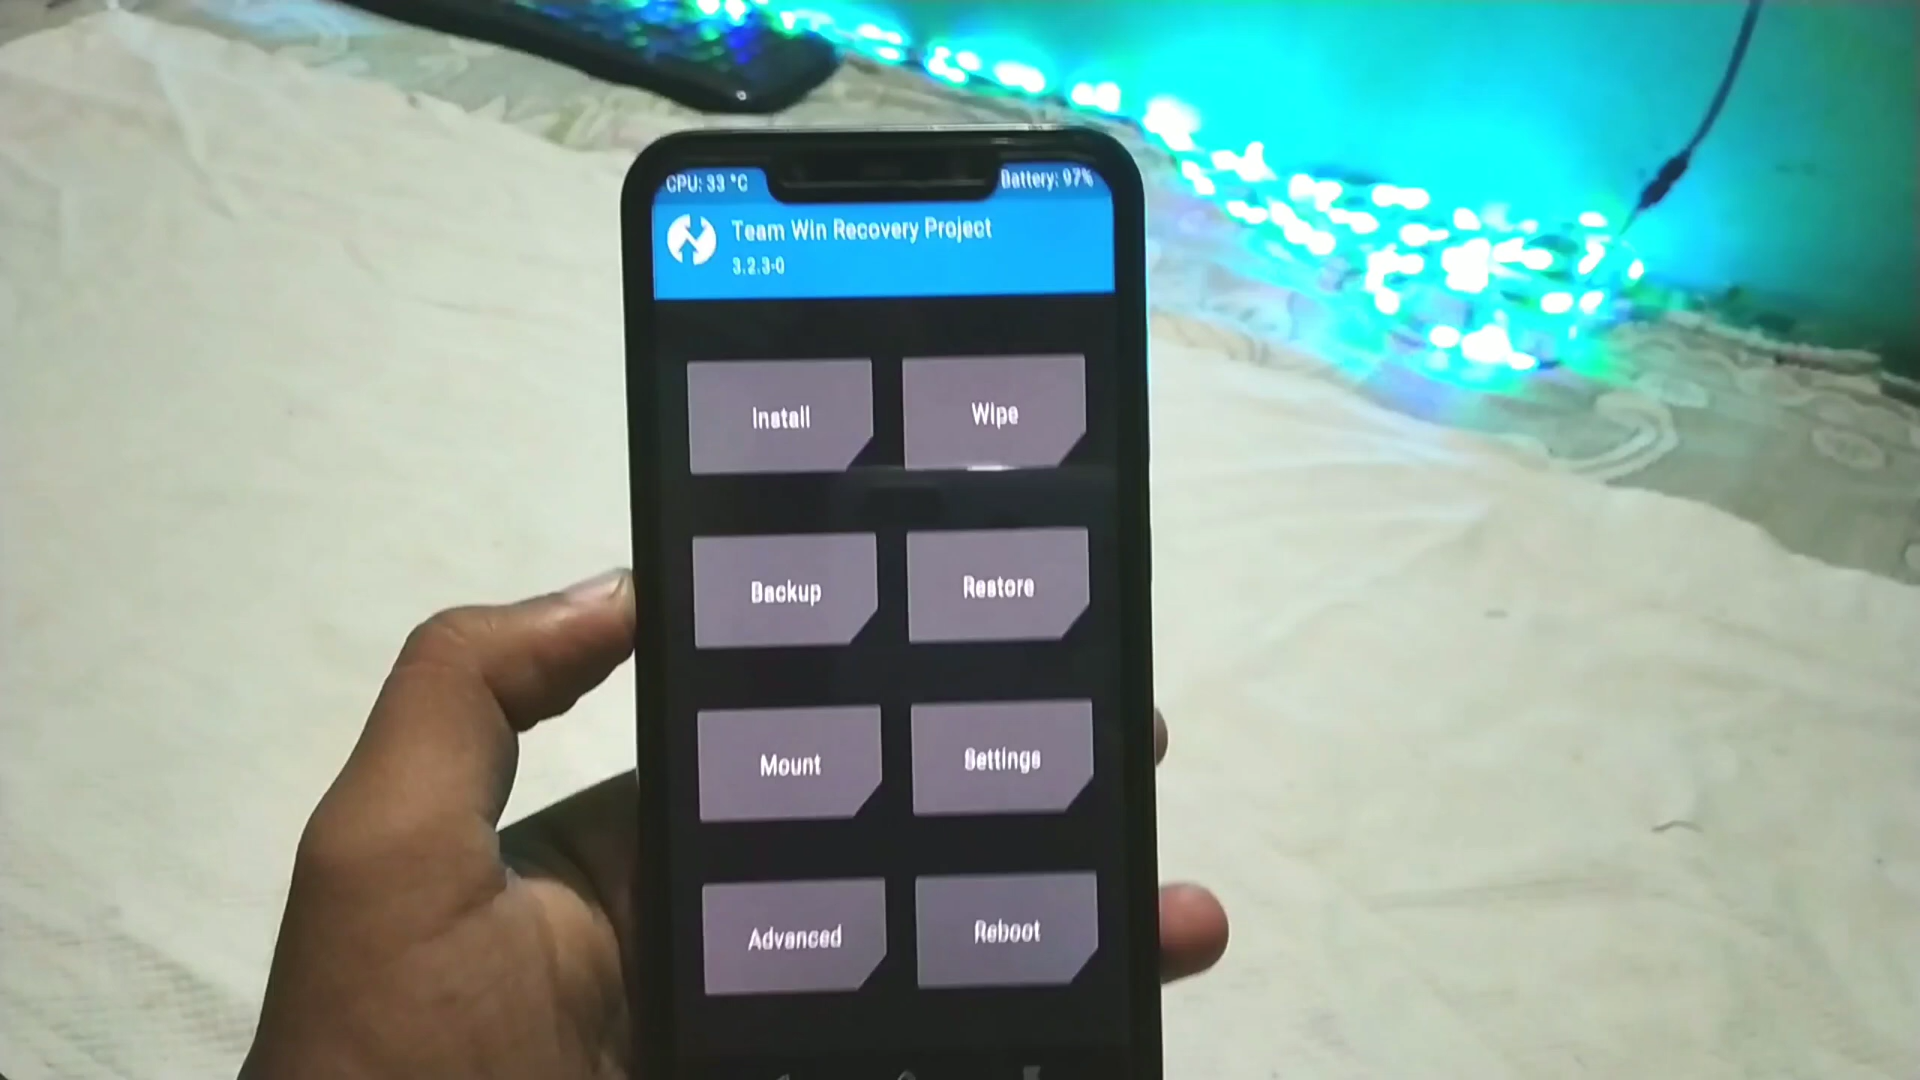 CPU: 33 °C
Battery: 97%
Team Win Recovery Project
3.2.3-0
Install
Wipe
Backup
Restore
Mount
Settings
Advanced
Reboot